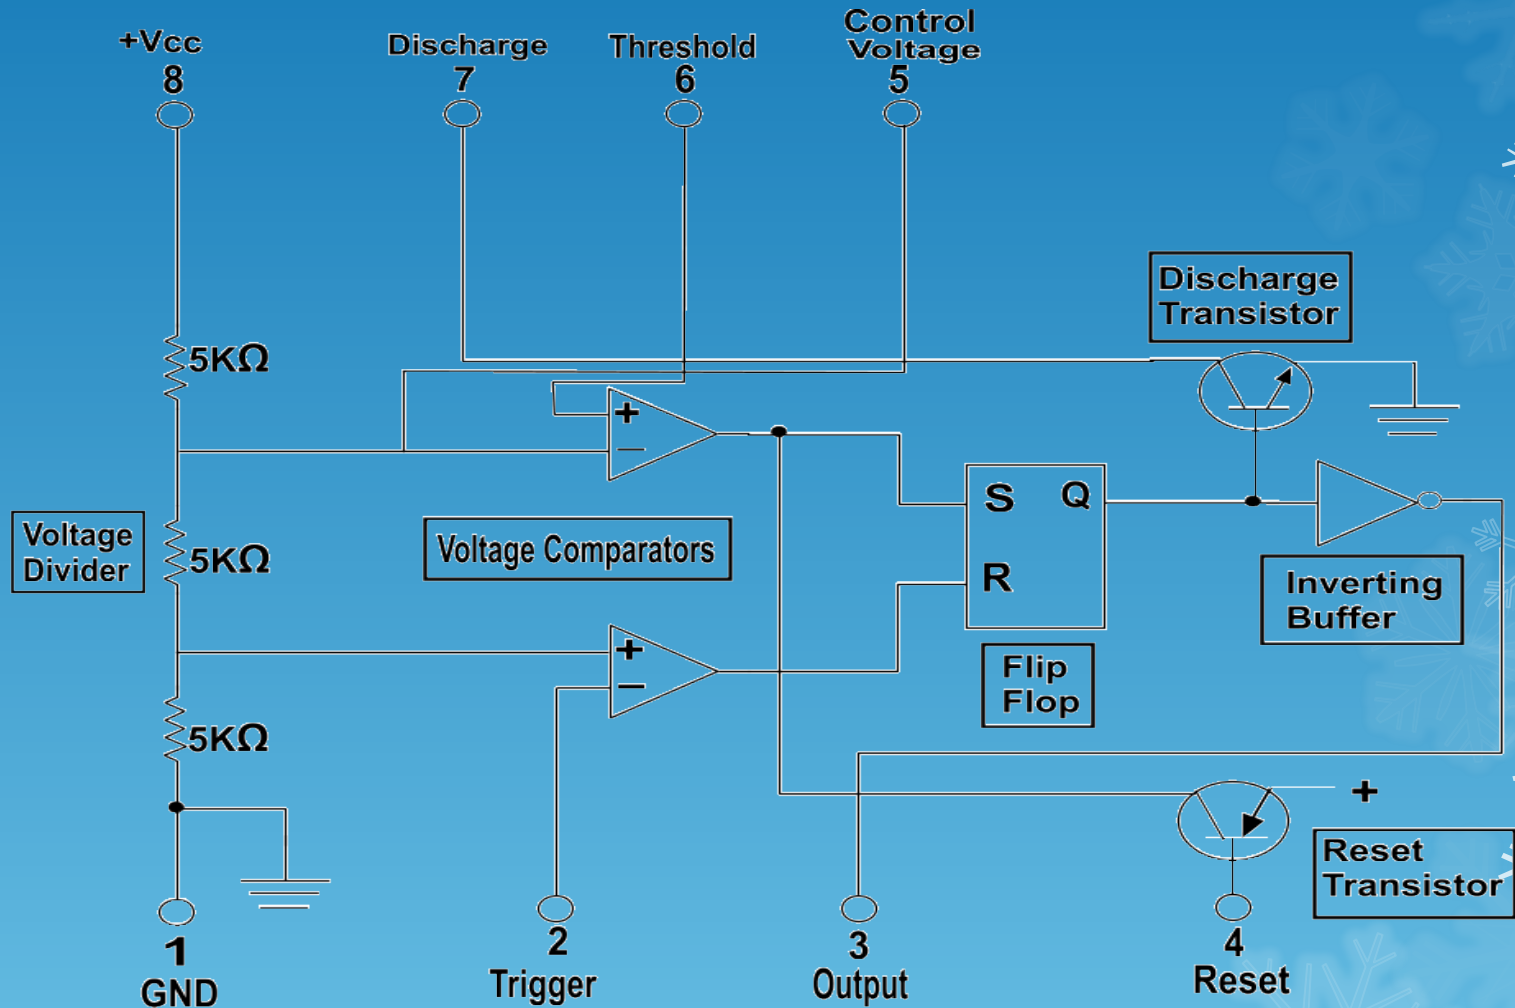 +Vcc
8
Discharge
7
Threshold
6
Control
Voltage
5
Discharge
Transistor
5KΩ
+
–
S
Q
R
Voltage
Divider
Voltage Comparators
5KΩ
Inverting
Buffer
+
–
Flip
Flop
5KΩ
+
Reset
Transistor
1
GND
2
Trigger
3
Output
4
Reset